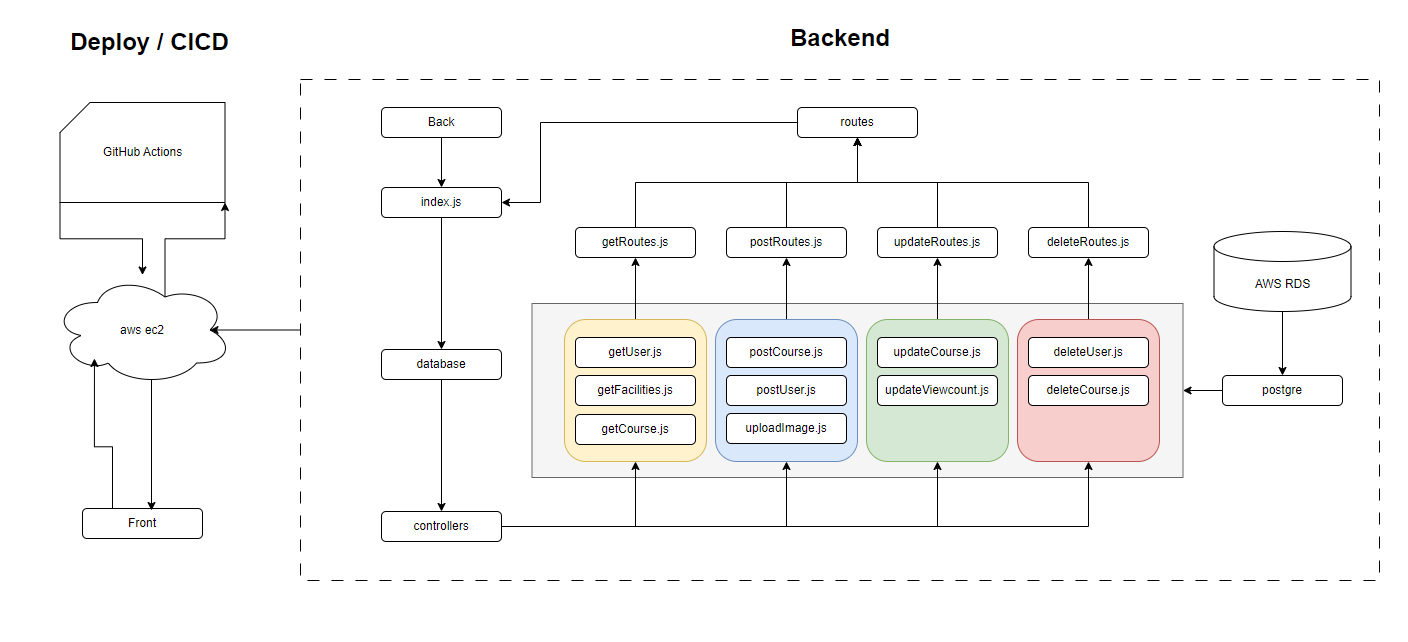 Deploy / CICD
Backend
GitHub Actions
aws ec2
Front
Back
routes
index.js
getRoutes.js
postRoutes.js
updateRoutes.js
deleteRoutes.js
AWS RDS
database
getUser.js
postCourse.js
updateCourse.js
deleteUser.js
getFacilities.js
postUser.js
updateViewcount.js
deleteCourse.js
postgre
getCourse.js
uploadImage.js
controllers